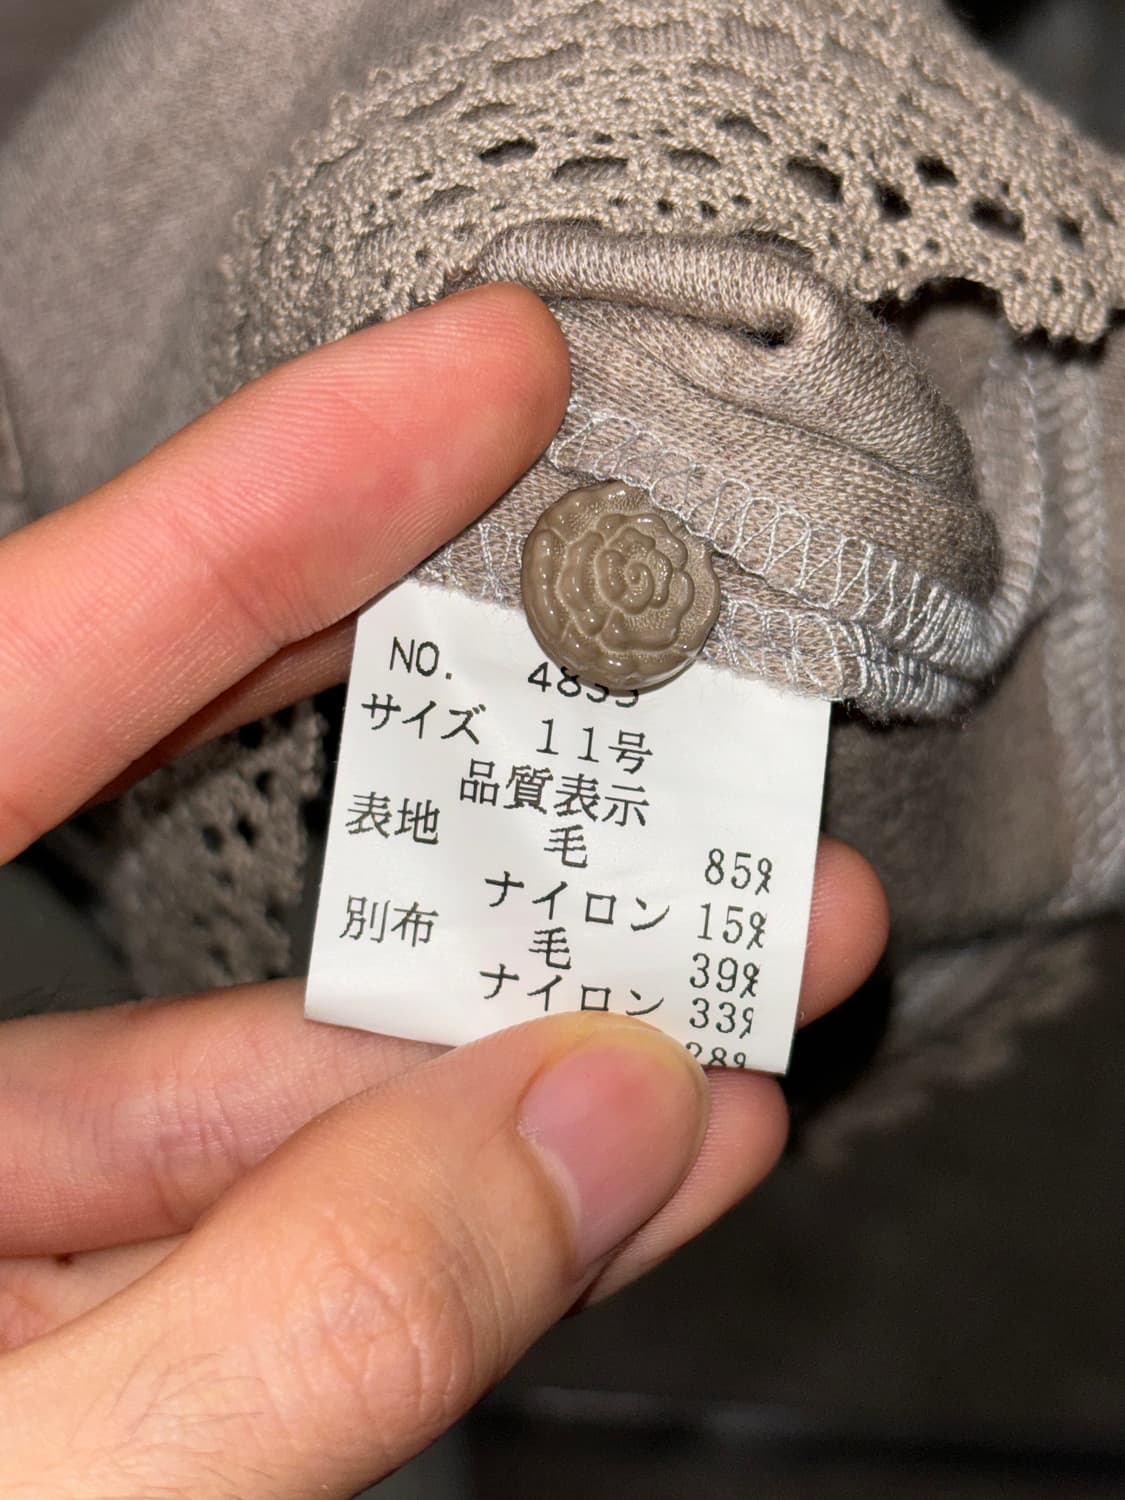 NO.
サイズ 11号
品質表示
表地 毛 85%
ナイロン 15%
別布 毛 39%
ナイロン 33%
28%